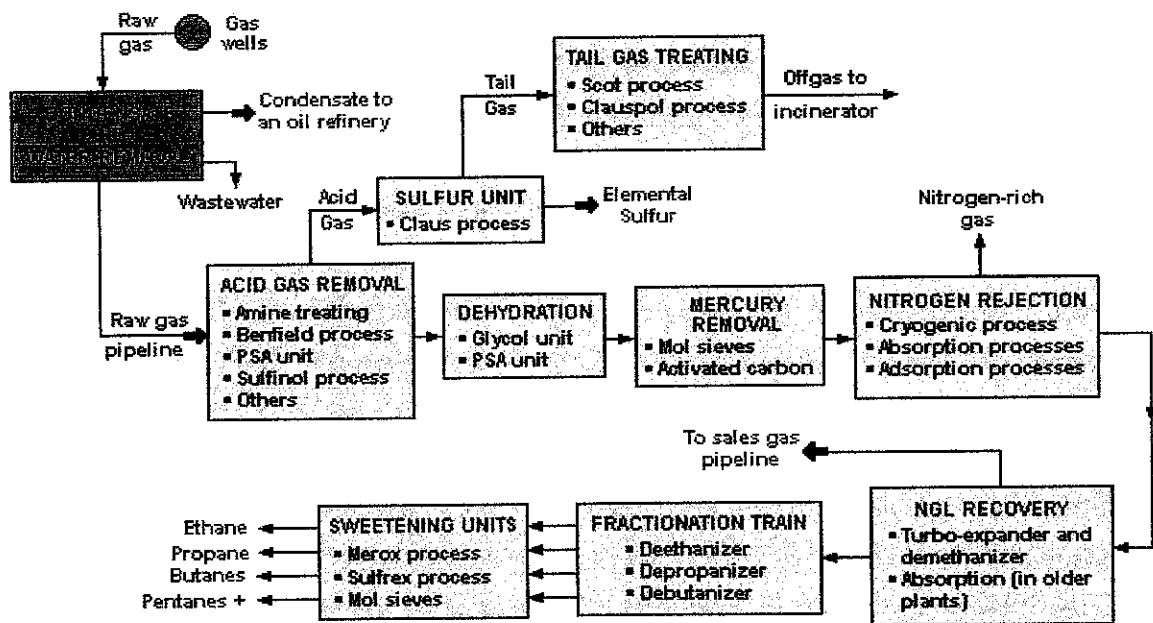 Raw
gas
Gas
wells
Condensate to
an oil refinery
Wastewater
Tail
Gas
TAIL GAS TREATING
▪ Scot process
▪ Clauspol process
▪ Others
Offgas to
incinerator
Acid
Gas
SULFUR UNIT
▪ Claus process
Elemental
Sulfur
Nitrogen-rich
gas
Raw gas
pipeline
ACID GAS REMOVAL
▪ Amine treating
▪ Benfield process
▪ PSA unit
▪ Sulfinol process
▪ Others
DEHYDRATION
▪ Glycol unit
▪ PSA unit
MERCURY
REMOVAL
▪ Mol sieves
▪ Activated carbon
NITROGEN REJECTION
▪ Cryogenic process
▪ Absorption processes
▪ Adsorption processes
To sales gas
pipeline
NGL RECOVERY
▪ Turbo-expander and
demethanizer
▪ Absorption (in older
plants)
FRACTIONATION TRAIN
▪ Deethanizer
▪ Depropanizer
▪ Debutanizer
SWEETENING UNITS
▪ Merox process
▪ Sulfrex process
▪ Mol sieves
Ethane
Propane
Butanes
Pentanes +